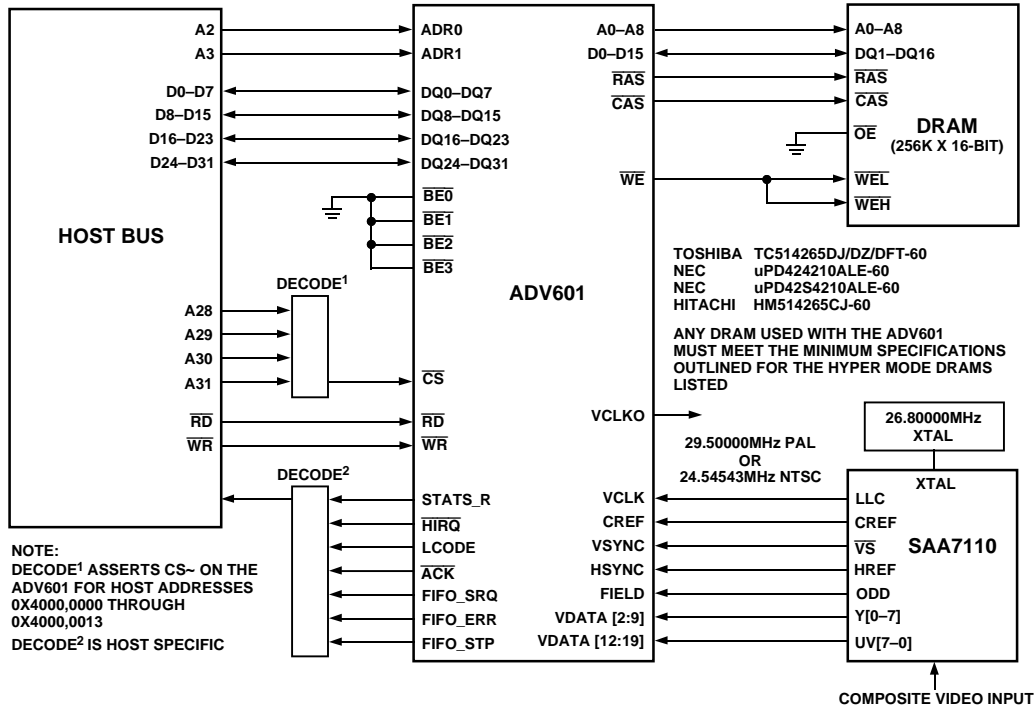 HOST BUS
A2
A3
D0–D7
D8–D15
D16–D23
D24–D31
A28
A29
A30
A31
RD
WR
DECODE1
DECODE2
ADV601
ADR0
ADR1
DQ0–DQ7
DQ8–DQ15
DQ16–DQ23
DQ24–DQ31
BE0
BE1
BE2
BE3
CS
RD
WR
STATS_R
HIRQ
LCODE
ACK
FIFO_SRQ
FIFO_ERR
FIFO_STP
A0–A8
D0–D15
RAS
CAS
WE
VCLKO
VCLK
CREF
VSYNC
HSYNC
FIELD
VDATA [2:9]
VDATA [12:19]
A0–A8
DQ1–DQ16
RAS
CAS
OE
WEL
WEH
DRAM
(256K X 16-BIT)
TOSHIBA TC514265DJ/DZ/DFT-60
NEC uPD424210ALE-60
NEC uPD42S4210ALE-60
HITACHI HM514265CJ-60
ANY DRAM USED WITH THE ADV601
MUST MEET THE MINIMUM SPECIFICATIONS
OUTLINED FOR THE HYPER MODE DRAMS
LISTED
29.50000MHz PAL
OR
24.54543MHz NTSC
26.80000MHz
XTAL
XTAL
LLC
CREF
VS
HREF
ODD
Y[0–7]
UV[7–0]
SAA7110
COMPOSITE VIDEO INPUT
NOTE:
DECODE1 ASSERTS CS~ ON THE
ADV601 FOR HOST ADDRESSES
0X4000,0000 THROUGH
0X4000,0013
DECODE2 IS HOST SPECIFIC